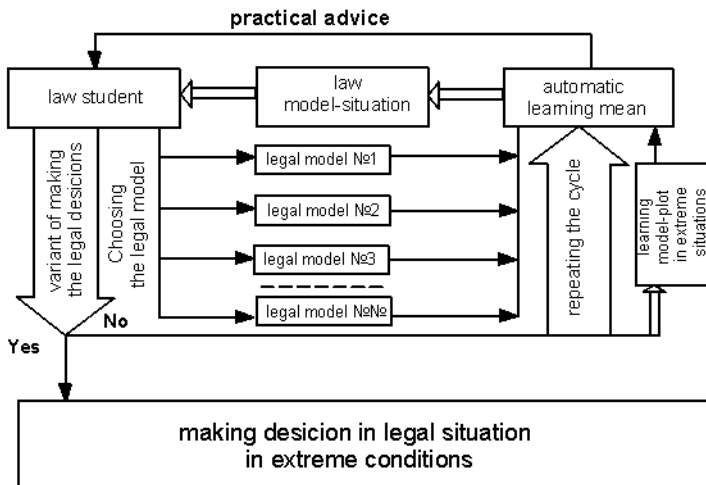 practical advice
law student
law
model-situation
automatic
learning mean
variant of making
the legal desicions
Choosing
the legal model
legal model №1
legal model №2
legal model №3
legal model №№
repeating the cycle
learning
model-plot
in extreme
situations
No
Yes
making desicion in legal situation
in extreme conditions